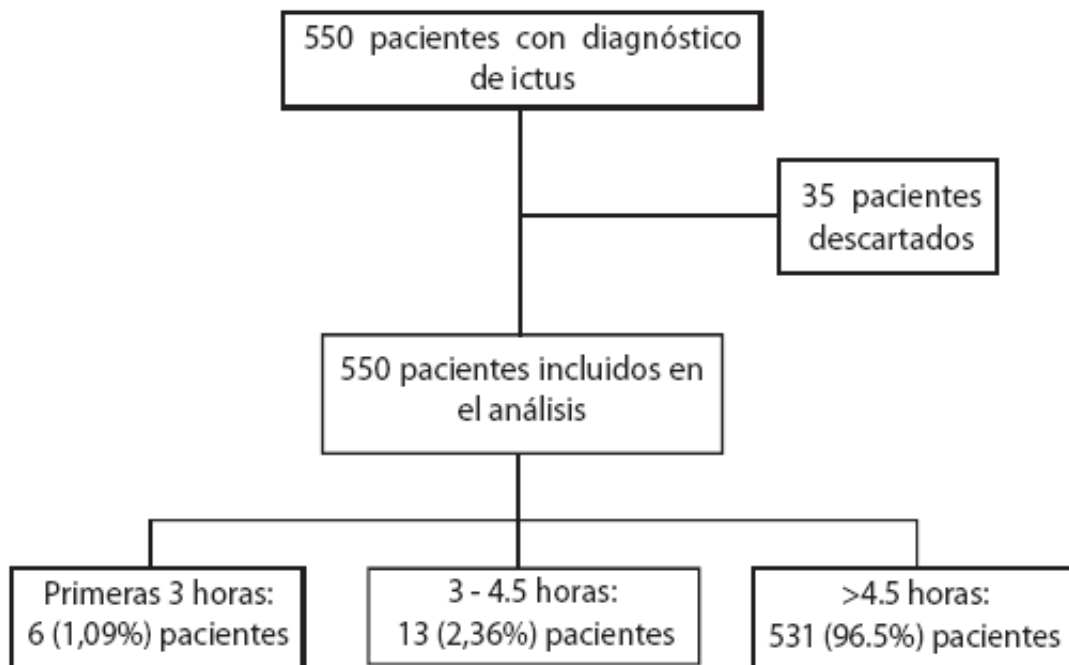 550 pacientes con diagnóstico
de ictus
35 pacientes
descartados
550 pacientes incluidos en
el análisis
Primeras 3 horas:
6 (1,09%) pacientes
3 - 4.5 horas:
13 (2,36%) pacientes
>4.5 horas:
531 (96.5%) pacientes